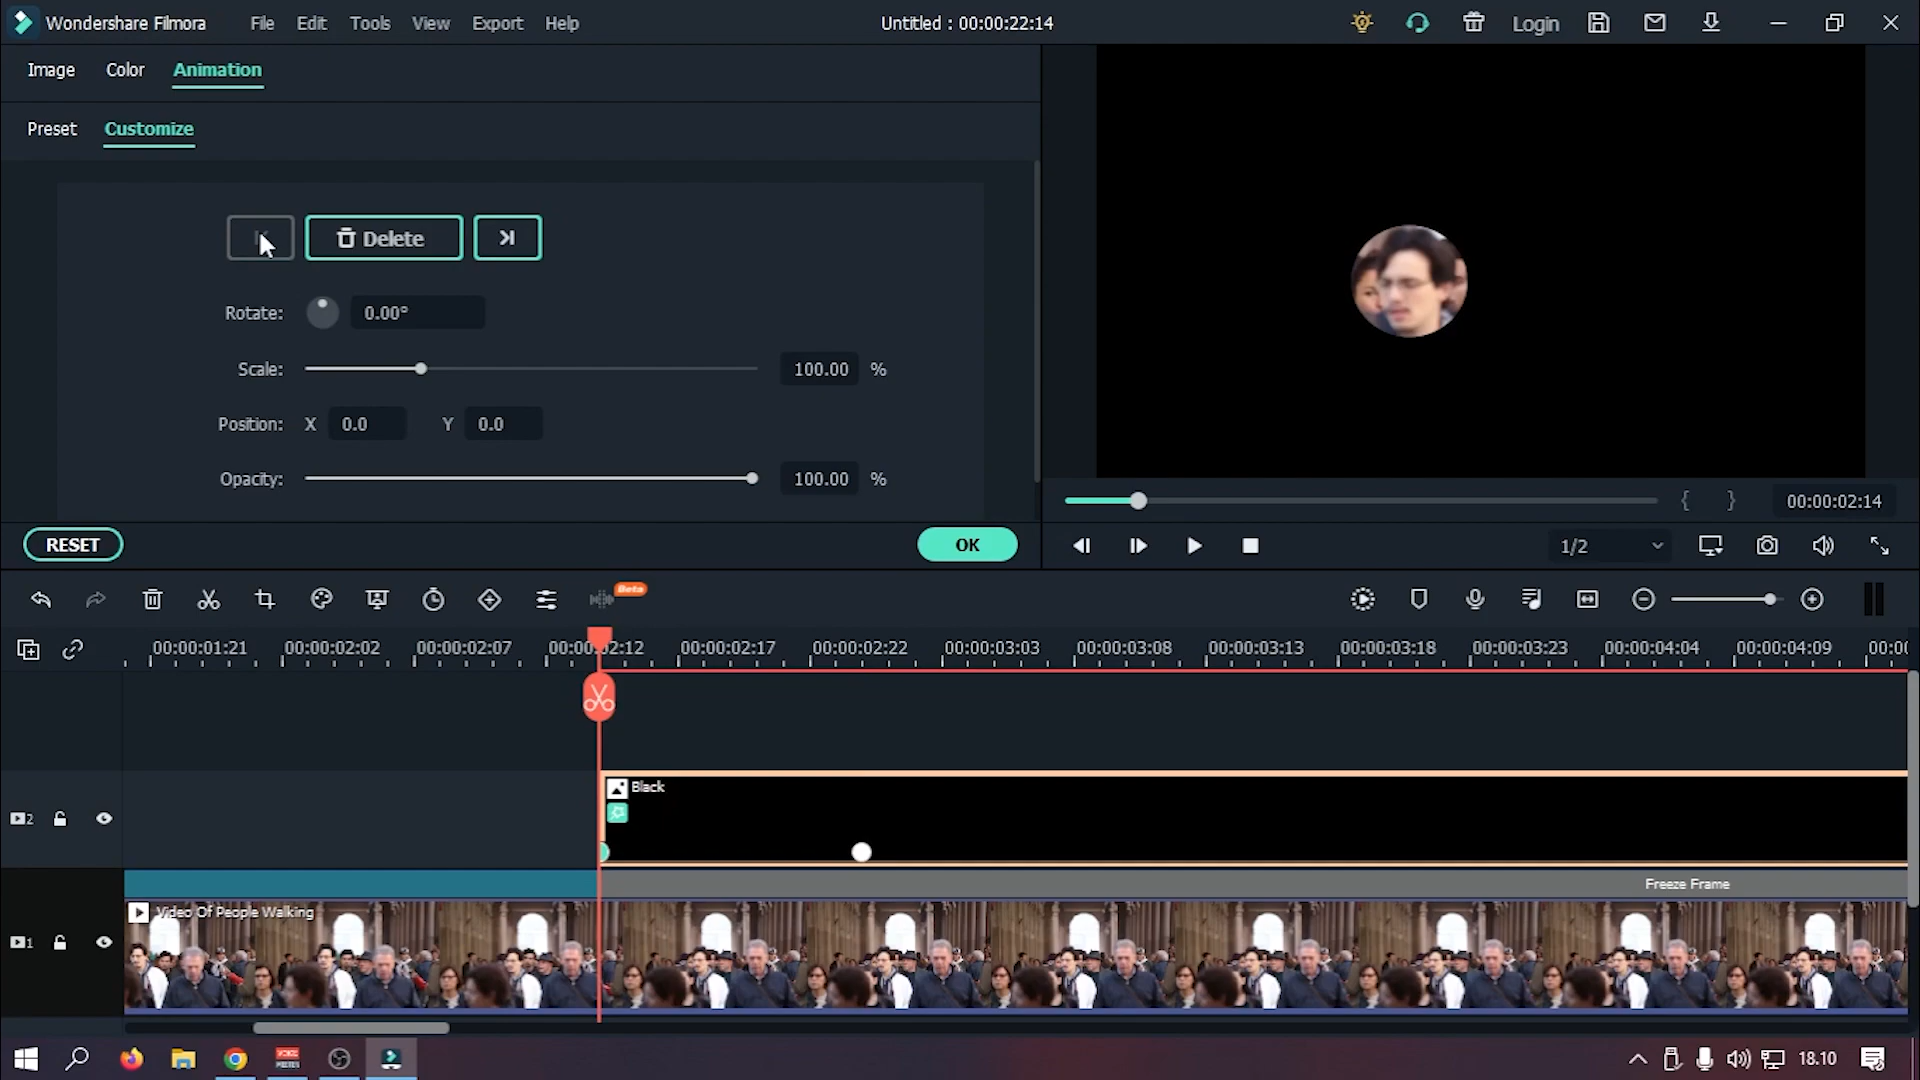 Wondershare Filmora File Edit Tools View Export Help Untitled : 00:00:22:14 Login
Image Color Animation
Preset Customize
Delete
Rotate: 0.00°
Scale: 100.00 %
Position: X 0.0 Y 0.0
Opacity: 100.00 %
{ } 00:00:02:14
RESET OK 1/2
Beta
00:00:01:21 00:00:02:02 00:00:02:07 00:00:02:12 00:00:02:17 00:00:02:22 00:00:03:03 00:00:03:08 00:00:03:13 00:00:03:18 00:00:03:23 00:00:04:04 00:00:04:09
Black
2
Freeze Frame
Video Of People Walking
1
18.10